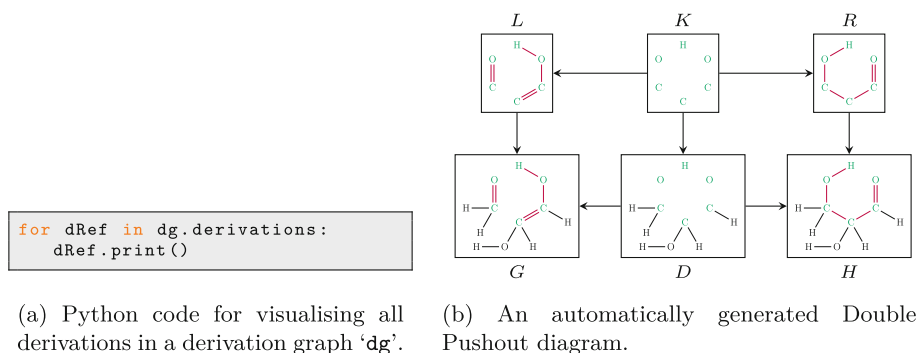 L K R
H H H
O O O O O O
C C C C C C
C C C
H H H
O O O O O O
H C C H C C H C C
C C C
H H H H H H
H O H H O H H O H
G D H
for dRef in dg.derivations:
dRef.print()
(a) Python code for visualising all
derivations in a derivation graph ‘dg’.
(b) An automatically generated Double
Pushout diagram.